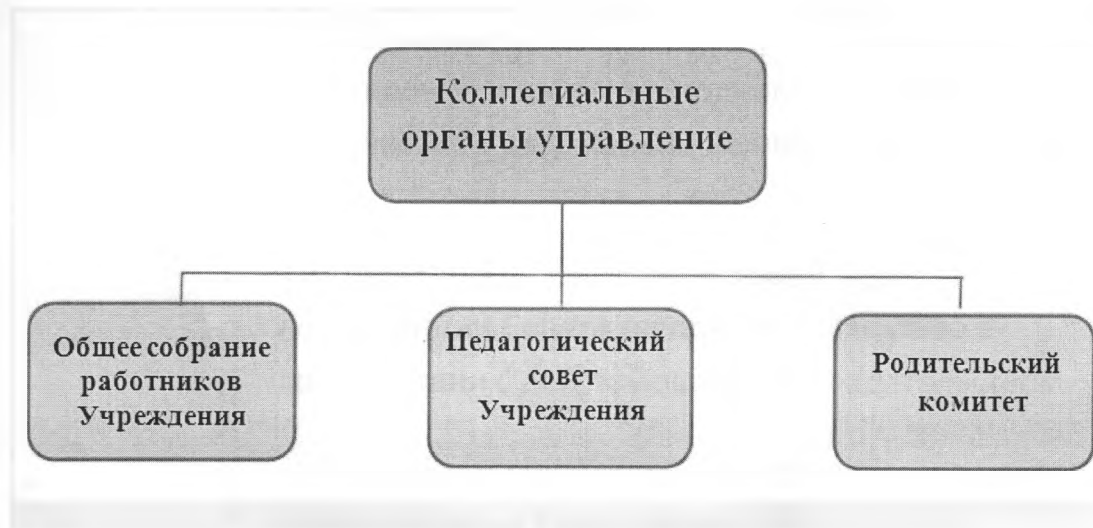 Коллегиальные
органы управление
Общее собрание
работников
Учреждения
Педагогический
совет
Учреждения
Родительский
комитет